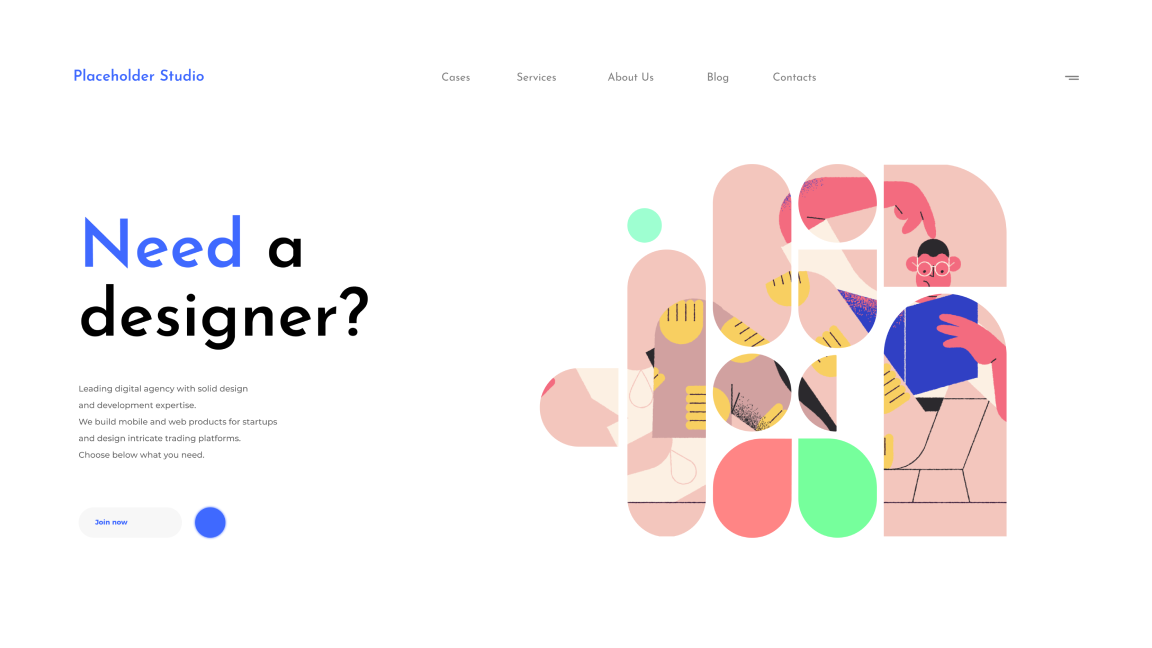 Placeholder Studio
Cases Services About Us Blog Contacts
Need a
designer?
Leading digital agency with solid design
and development expertise.
We build mobile and web products for startups
and design intricate trading platforms.
Choose below what you need.
Join now